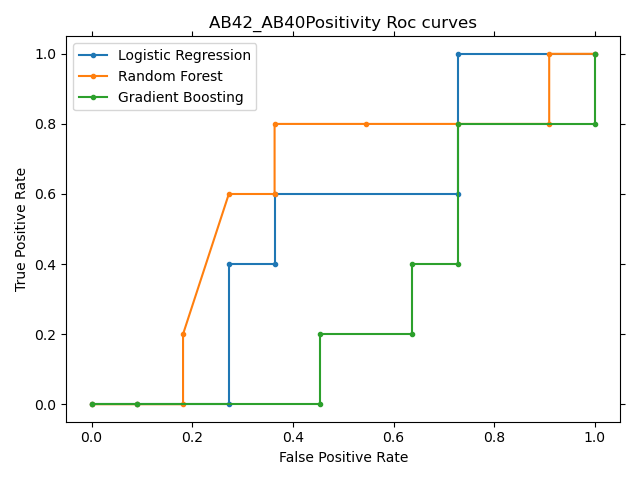 AB42_AB40Positivity Roc curves
Logistic Regression
Random Forest
Gradient Boosting
True Positive Rate
1.0
0.8
0.6
0.4
0.2
0.0
0.0 0.2 0.4 0.6 0.8 1.0
False Positive Rate